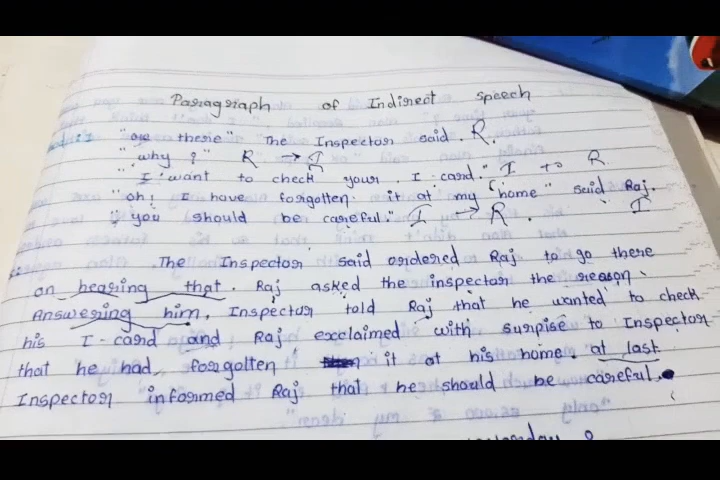 Paragraph of Indirect Speech
there" The Inspector said. R.
"why ?" R → I
"I want to check your I card." I to R
"oh! I have forgotten it at my home" said Raj.
"you should be careful." I → R. I
The Inspector said ordered Raj to go there
on hearing that. Raj asked the inspector the reason.
Answering him, Inspector told Raj that he wanted to check
his I-card and Raj exclaimed with surpise to Inspector
that he had forgotten it at his home. at last
Inspector informed Raj that he should be careful.